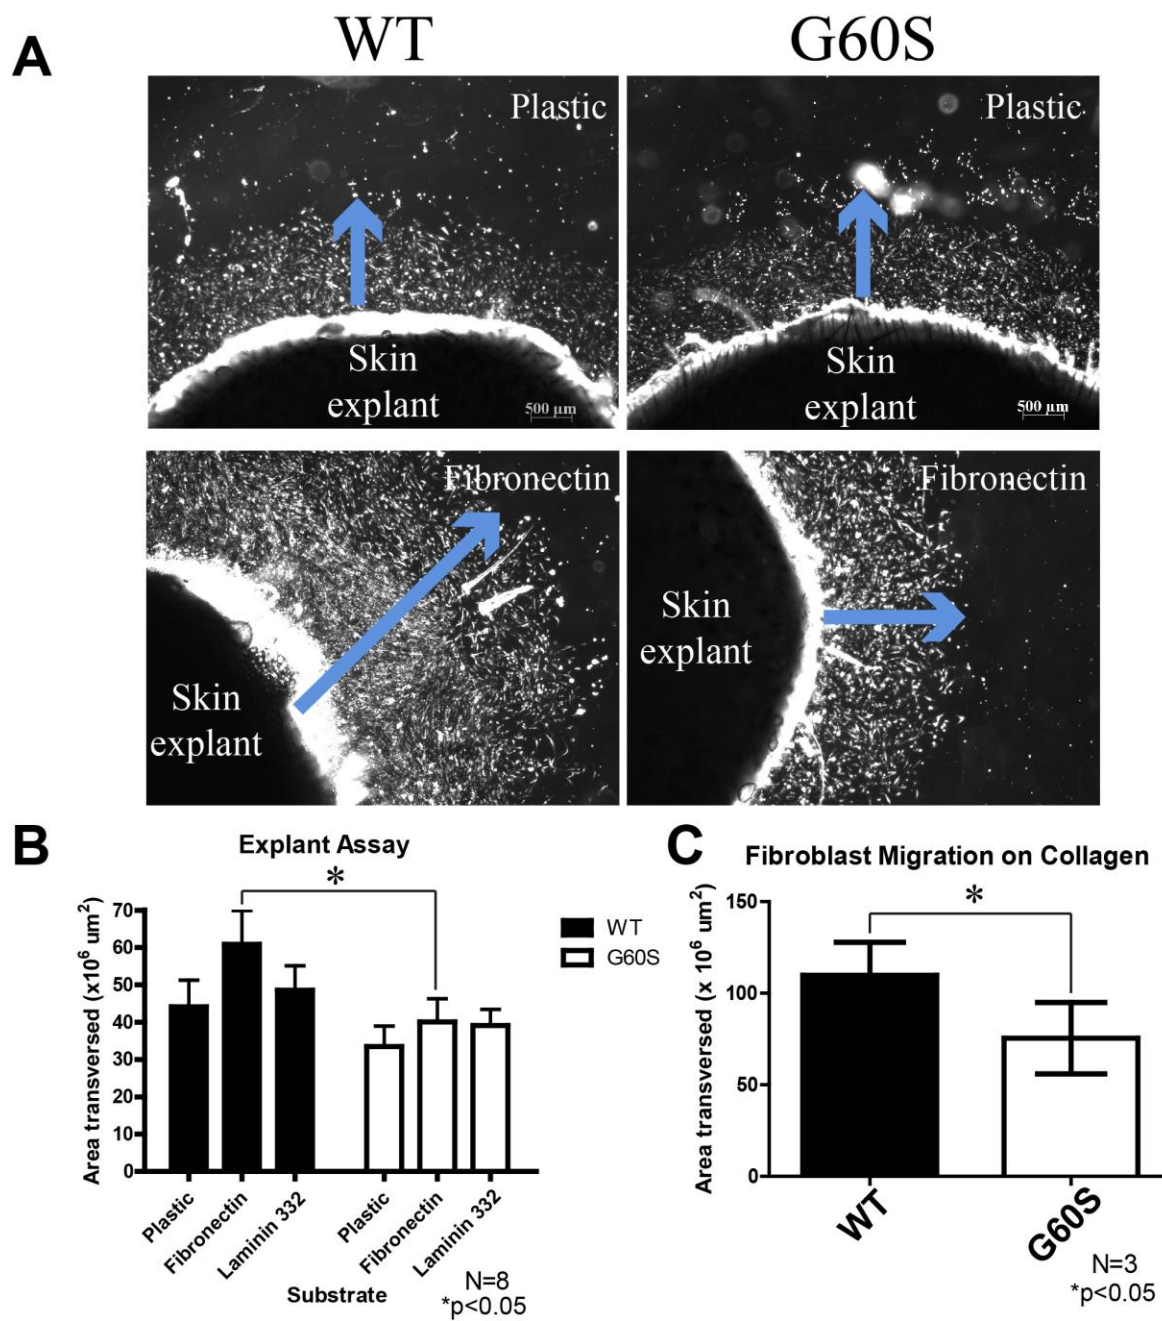 WT
G60S
A
Plastic
Skin
explant
500 µm
Plastic
Skin
explant
500 µm
Fibronectin
Skin
explant
Fibronectin
Skin
explant
B
Explant Assay
*
Area transversed (x10⁶ um²)
70
60
50
40
30
20
10
0
Plastic
Fibronectin
Laminin 332
Plastic
Fibronectin
Laminin 332
Substrate
N=8
*p<0.05
WT
G60S
C
Fibroblast Migration on Collagen
*
Area transversed (x 10⁶ um²)
150
100
50
0
WT
G60S
N=3
*p<0.05